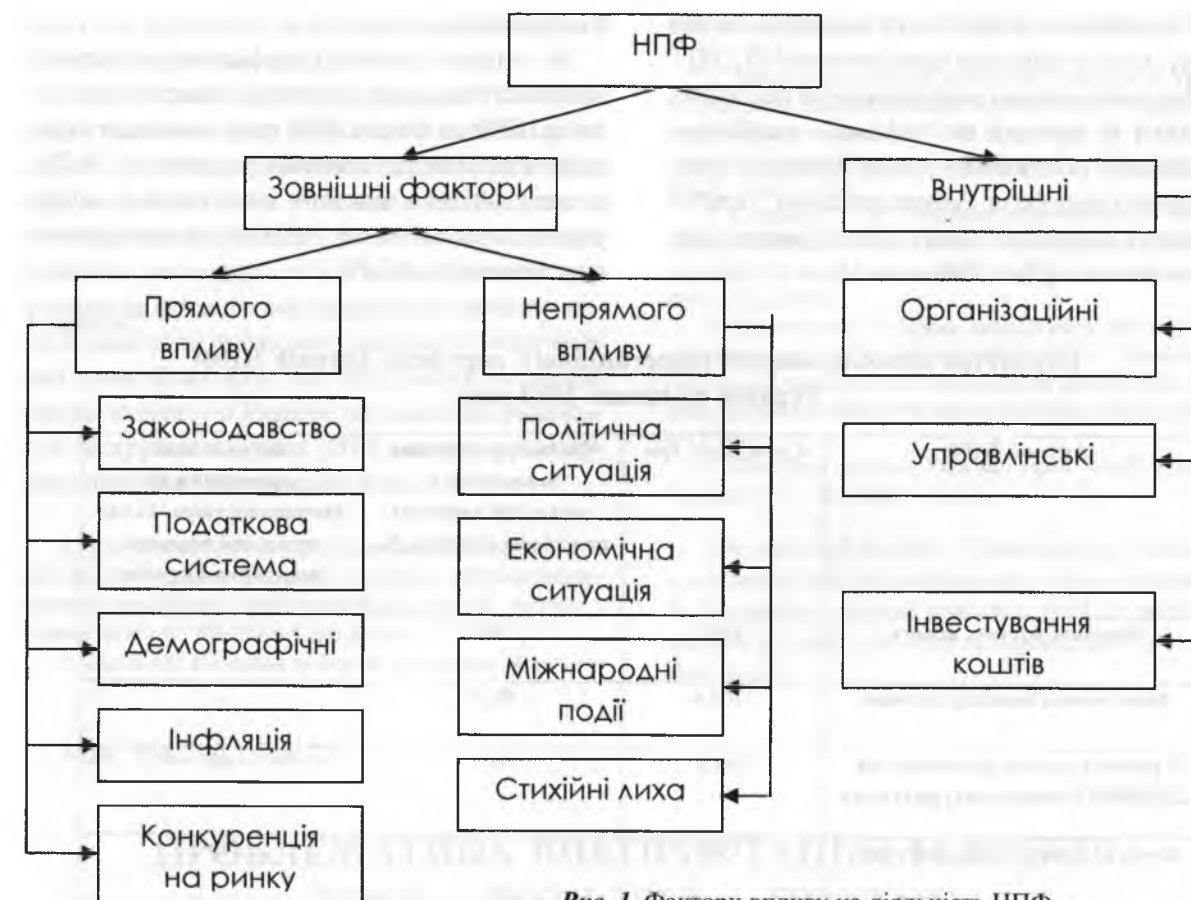 НПФ
Зовнішні фактори
Внутрішні
Прямого
впливу
Непрямого
впливу
Організаційні
Законодавство
Політична
ситуація
Управлінські
Податкова
система
Економічна
ситуація
Демографічні
Міжнародні
події
Інвестування
коштів
Інфляція
Стихійні лиха
Конкуренція
на ринку
Рис. 1. Фактори впливу на діяльність НПФ